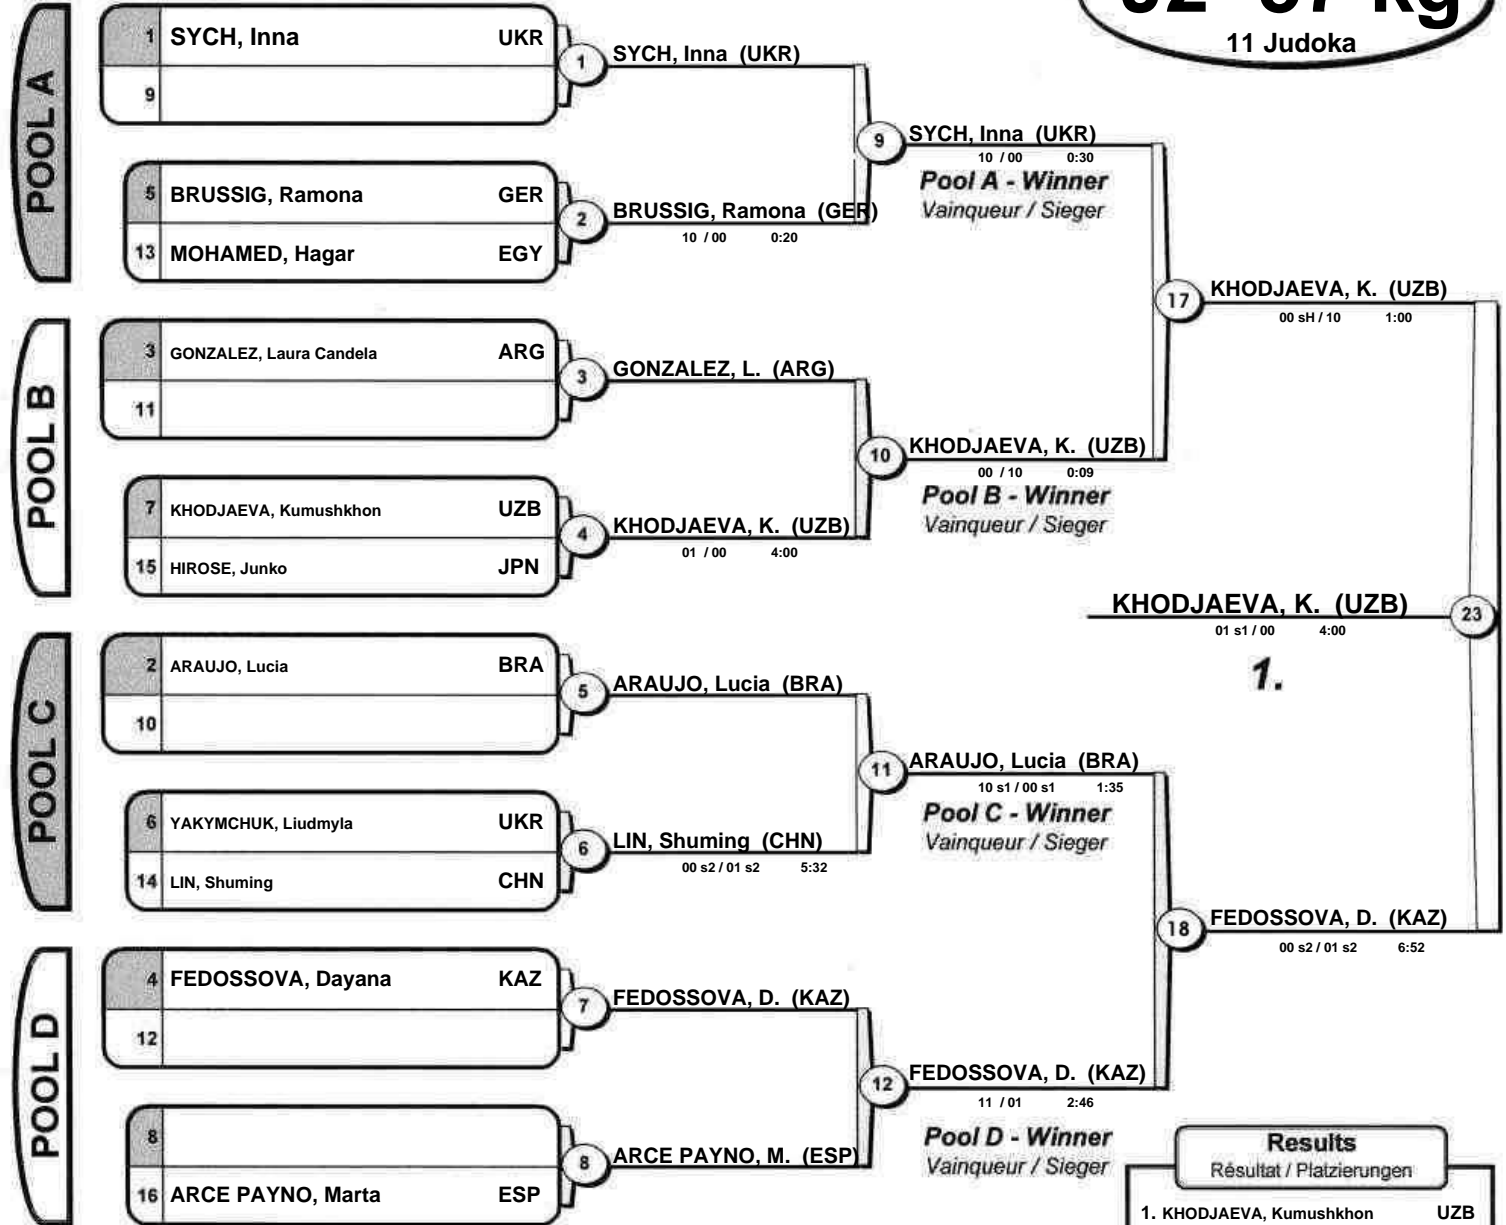 52-57 kg
11 Judoka
POOL A
1 SYCH, Inna UKR
9
5 BRUSSIG, Ramona GER
13 MOHAMED, Hagar EGY
1 SYCH, Inna (UKR)
2 BRUSSIG, Ramona (GER)
10 / 00 0:20
9 SYCH, Inna (UKR)
10 / 00 0:30
Pool A - Winner
Vainqueur / Sieger
POOL B
3 GONZALEZ, Laura Candela ARG
11
7 KHODJAEVA, Kumushkhon UZB
15 HIROSE, Junko JPN
3 GONZALEZ, L. (ARG)
4 KHODJAEVA, K. (UZB)
01 / 00 4:00
10 KHODJAEVA, K. (UZB)
00 / 10 0:09
Pool B - Winner
Vainqueur / Sieger
17 KHODJAEVA, K. (UZB)
00 sH / 10 1:00
KHODJAEVA, K. (UZB) 23
01 s1 / 00 4:00
1.
POOL C
2 ARAUJO, Lucia BRA
10
6 YAKYMCHUK, Liudmyla UKR
14 LIN, Shuming CHN
5 ARAUJO, Lucia (BRA)
6 LIN, Shuming (CHN)
00 s2 / 01 s2 5:32
11 ARAUJO, Lucia (BRA)
10 s1 / 00 s1 1:35
Pool C - Winner
Vainqueur / Sieger
POOL D
4 FEDOSSOVA, Dayana KAZ
12
8
16 ARCE PAYNO, Marta ESP
7 FEDOSSOVA, D. (KAZ)
8 ARCE PAYNO, M. (ESP)
12 FEDOSSOVA, D. (KAZ)
11 / 01 2:46
Pool D - Winner
Vainqueur / Sieger
18 FEDOSSOVA, D. (KAZ)
00 s2 / 01 s2 6:52
Results
Résultat / Platzierungen
1. KHODJAEVA, Kumushkhon UZB